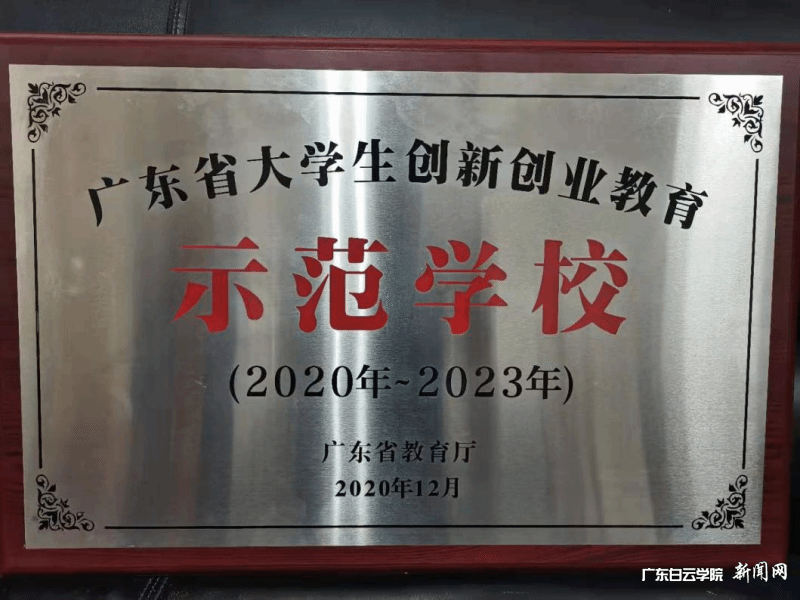 广东省大学生创新创业教育
示范学校
(2020年~2023年)
广东省教育厅
2020年12月
广东白云学院 新闻网